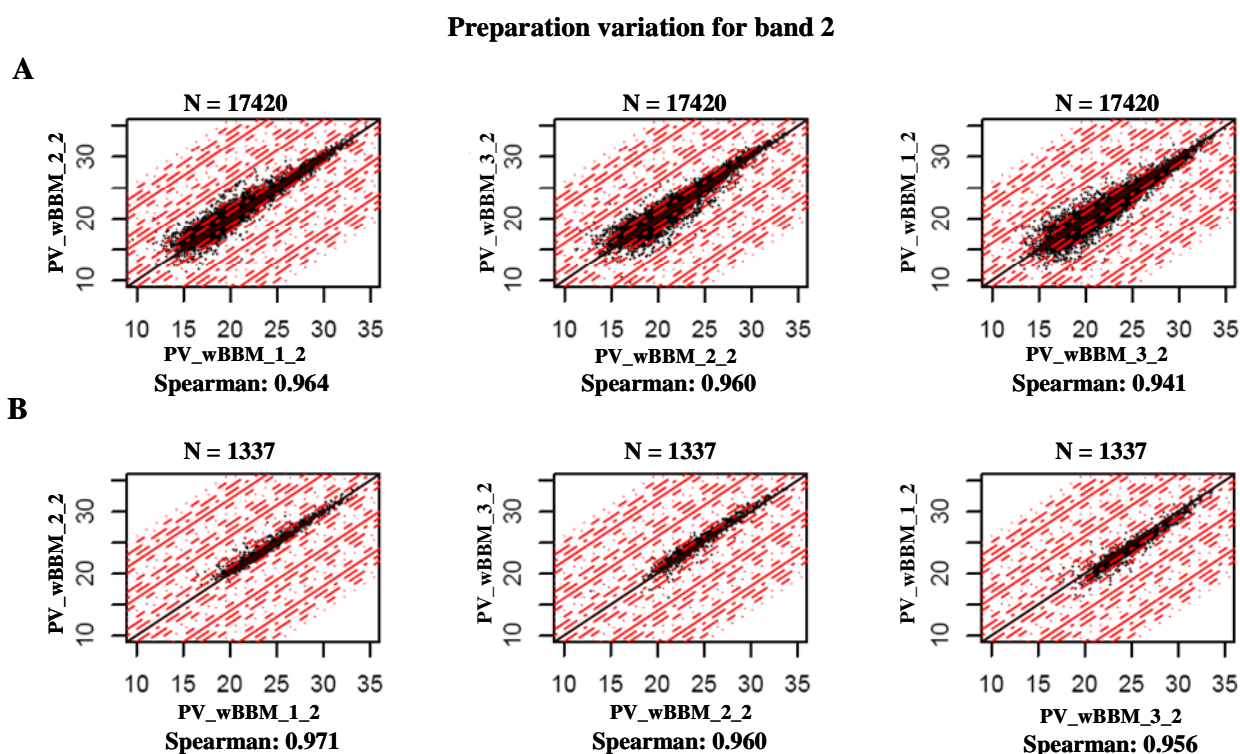 Preparation variation for band 2
A
N = 17420
N = 17420
N = 17420
PV_wBBM_2_2
10 20 30
PV_wBBM_3_2
10 20 30
PV_wBBM_1_2
10 20 30
10 15 20 25 30 35
10 15 20 25 30 35
10 15 20 25 30 35
PV_wBBM_1_2
PV_wBBM_2_2
PV_wBBM_3_2
Spearman: 0.964
Spearman: 0.960
Spearman: 0.941
B
N = 1337
N = 1337
N = 1337
PV_wBBM_2_2
10 20 30
PV_wBBM_3_2
10 20 30
PV_wBBM_1_2
10 20 30
10 15 20 25 30 35
10 15 20 25 30 35
10 15 20 25 30 35
PV_wBBM_1_2
PV_wBBM_2_2
PV_wBBM_3_2
Spearman: 0.971
Spearman: 0.960
Spearman: 0.956